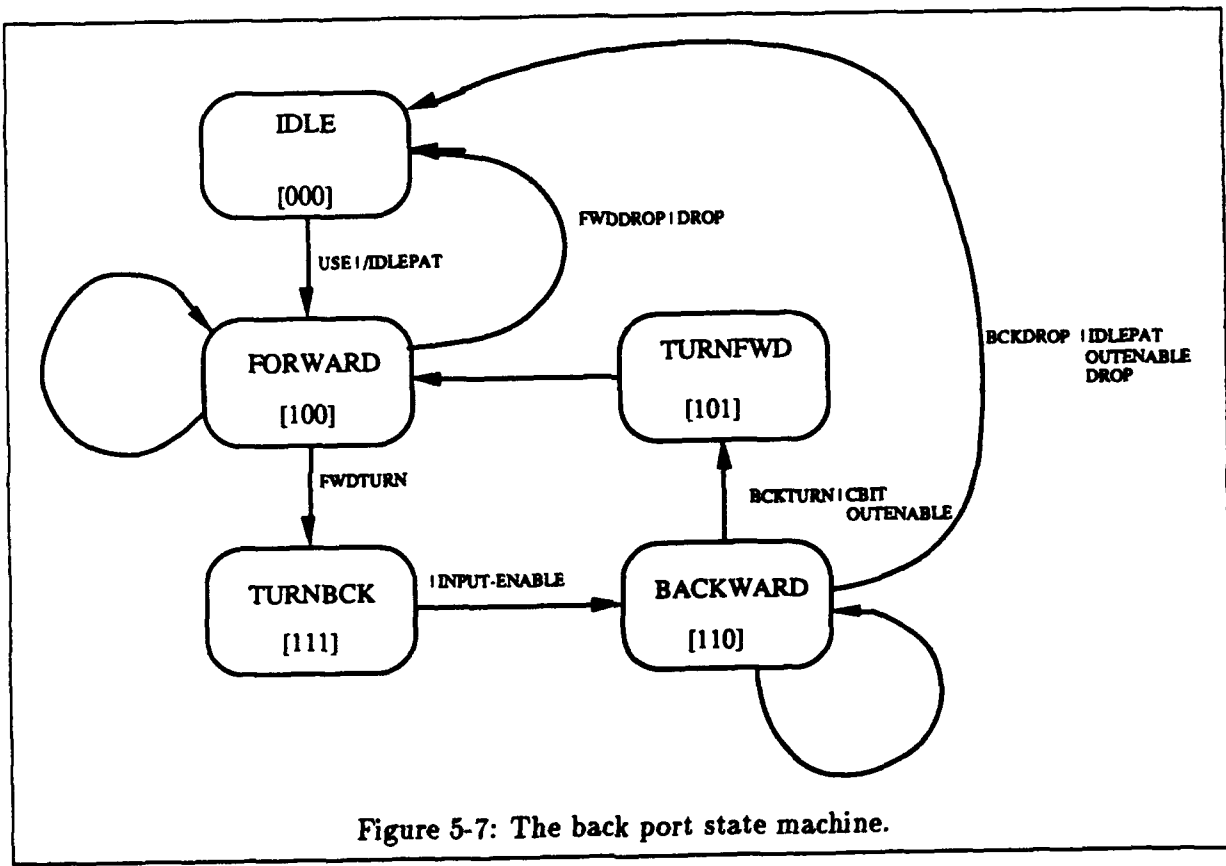 IDLE
[000]
FWDDROP | DROP
USE | /IDLEPAT
BCKDROP | IDLEPAT
OUTENABLE
DROP
FORWARD
[100]
TURNFWD
[101]
FWDTURN
BCKTURN | CBIT
OUTENABLE
TURNBCK
[111]
| INPUT-ENABLE
BACKWARD
[110]
Figure 5-7: The back port state machine.